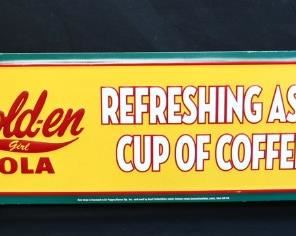 old-en
Girl
OLA
REFRESHING AS
CUP OF COFFE